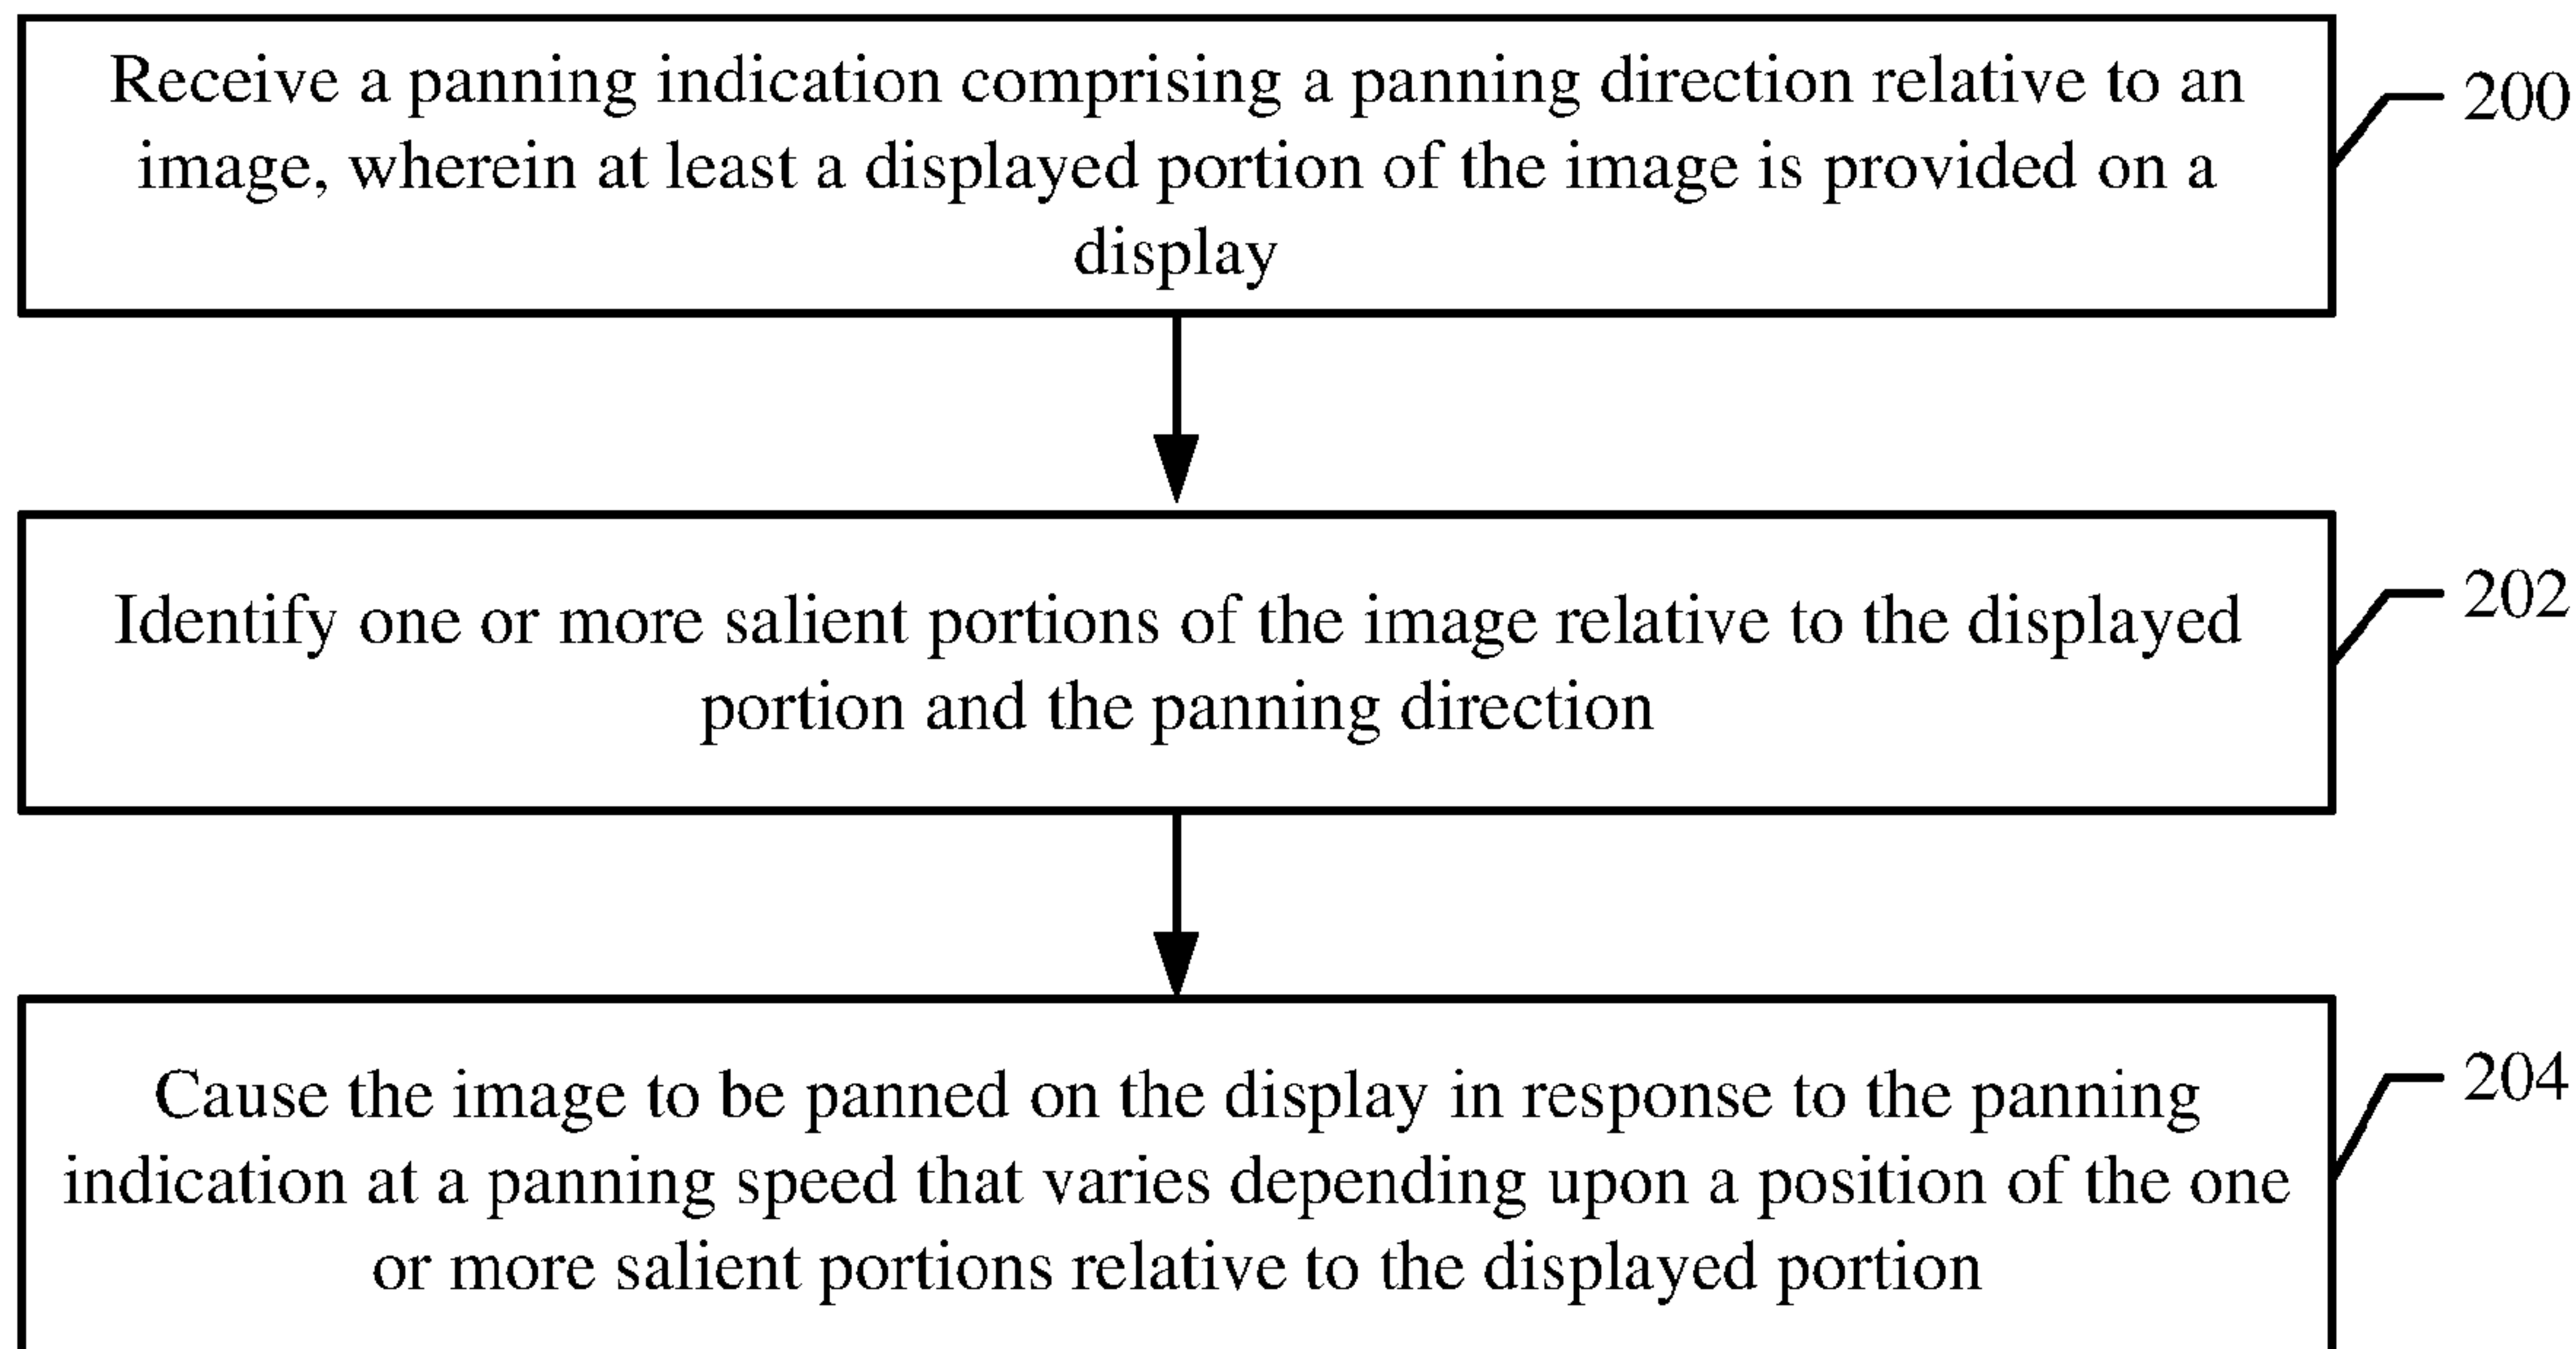 Receive a panning indication comprising a panning direction relative to an
image, wherein at least a displayed portion of the image is provided on a
display
200
Identify one or more salient portions of the image relative to the displayed
portion and the panning direction
202
Cause the image to be panned on the display in response to the panning
indication at a panning speed that varies depending upon a position of the one
or more salient portions relative to the displayed portion
204